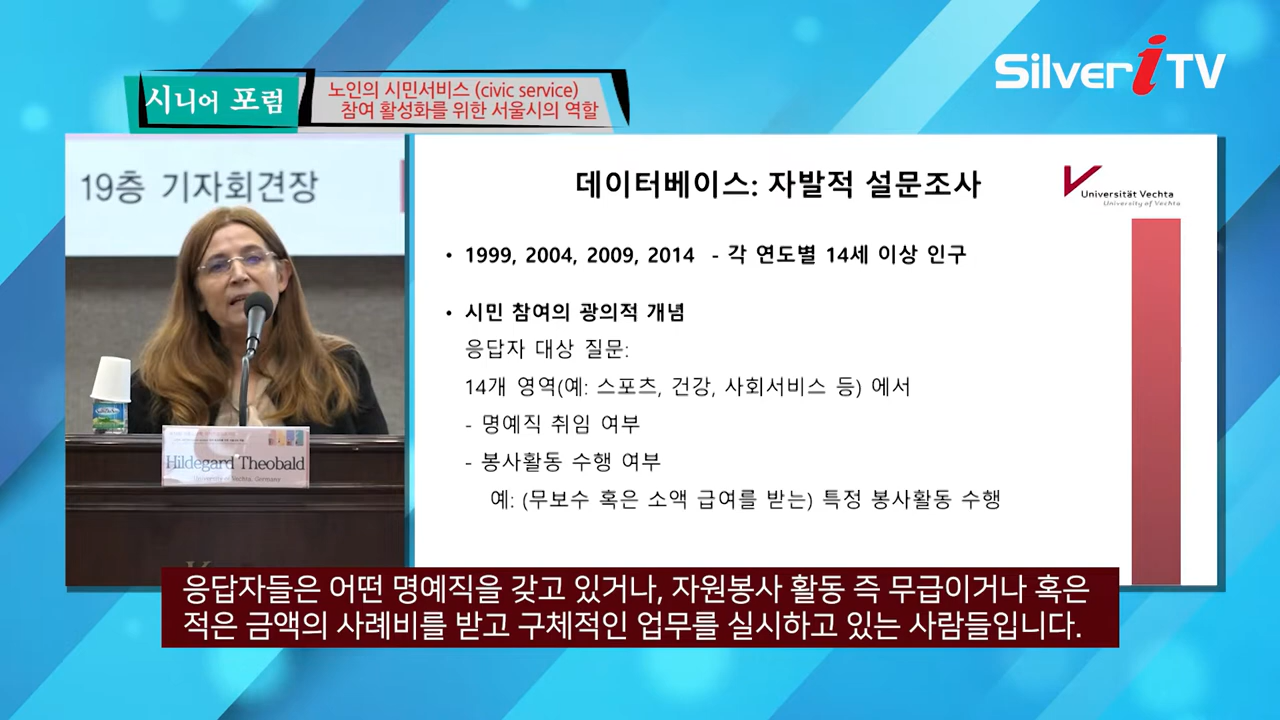 Silver i TV
시니어 포럼
노인의 시민서비스 (civic service)
참여 활성화를 위한 서울시의 역할
19층 기자회견장
Hildegard Theobald
University of Vechta, Germany
데이터베이스: 자발적 설문조사
Universität Vechta
University of Vechta
• 1999, 2004, 2009, 2014 - 각 연도별 14세 이상 인구
• 시민 참여의 광의적 개념
응답자 대상 질문:
14개 영역(예: 스포츠, 건강, 사회서비스 등) 에서
- 명예직 취임 여부
- 봉사활동 수행 여부
예: (무보수 혹은 소액 급여를 받는) 특정 봉사활동 수행
응답자들은 어떤 명예직을 갖고 있거나, 자원봉사 활동 즉 무급이거나 혹은
적은 금액의 사례비를 받고 구체적인 업무를 실시하고 있는 사람들입니다.